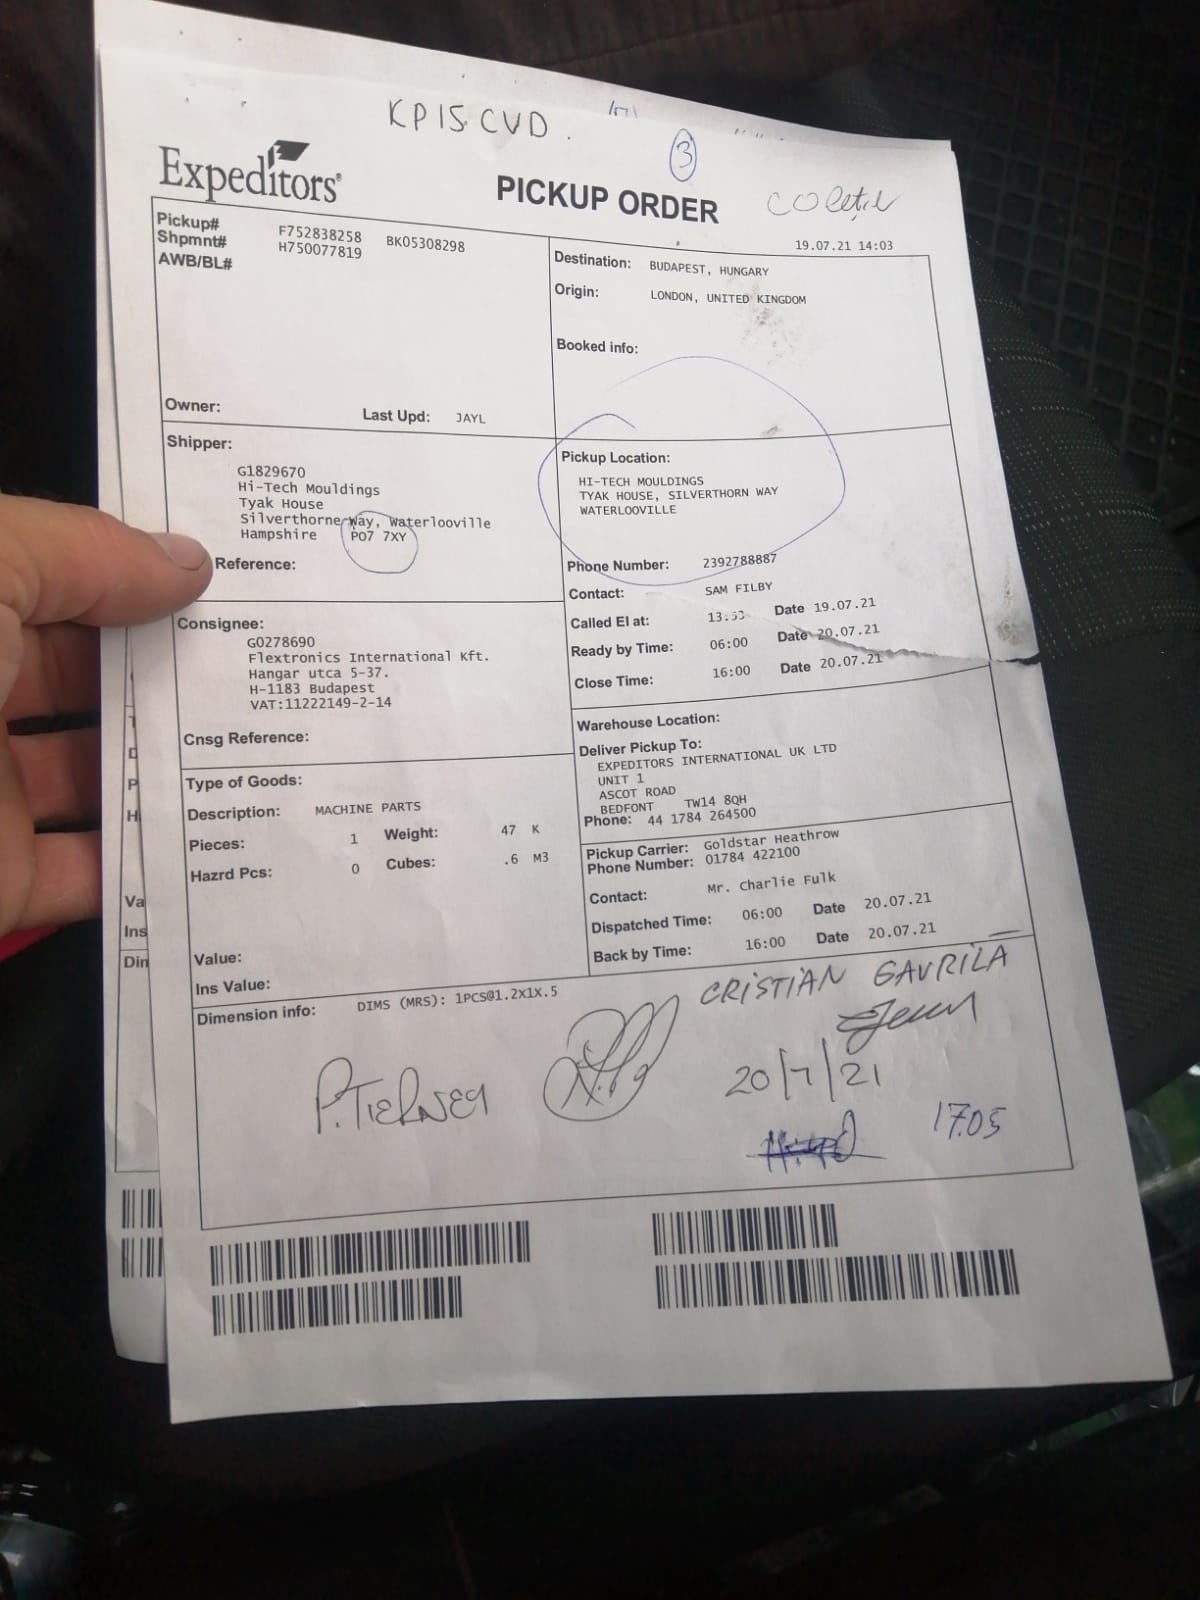 KP15 CVD.
3
Expeditors
PICKUP ORDER
19.07.21 14:03
Pickup# F752838258 BK05308298
Shpmnt# H750077819
AWB/BL#
Owner:
Last Upd: JAYL
Destination: BUDAPEST, HUNGARY
Origin: LONDON, UNITED KINGDOM
Booked info:
Shipper:
G1829670
Hi-Tech Mouldings
Tyak House
Silverthorne Way, Waterlooville
Hampshire PO7 7XY
Reference:
Pickup Location:
HI-TECH MOULDINGS
TYAK HOUSE, SILVERTHORN WAY
WATERLOOVILLE
Phone Number: 2392788887
Contact: SAM FILBY
Called EI at: Date 19.07.21
Ready by Time: 06:00 Date 20.07.21
Close Time: 16:00 Date 20.07.21
Consignee:
G0278690
Flextronics International Kft.
Hangar utca 5-37.
H-1183 Budapest
VAT:11222149-2-14
Cnsg Reference:
Warehouse Location:
Deliver Pickup To:
EXPEDITORS INTERNATIONAL UK LTD
UNIT 1
ASCOT ROAD
BEDFONT TW14 8QH
Phone: 44 1784 264500
Type of Goods:
Description: MACHINE PARTS
Pieces: 1 Weight: 47 K
Hazrd Pcs: 0 Cubes: .6 M3
Value:
Ins Value:
Pickup Carrier: Goldstar Heathrow
Phone Number: 01784 422100
Contact: Mr. Charlie Fulk
Dispatched Time: 06:00 Date 20.07.21
Back by Time: 16:00 Date 20.07.21
Dimension info: DIMS (MRS): 1PCS@1.2X1X.5
CRISTIAN GAVRILA
P.TIERNEY
20/7/21
17.05
D
P
H
Va
Ins
Din